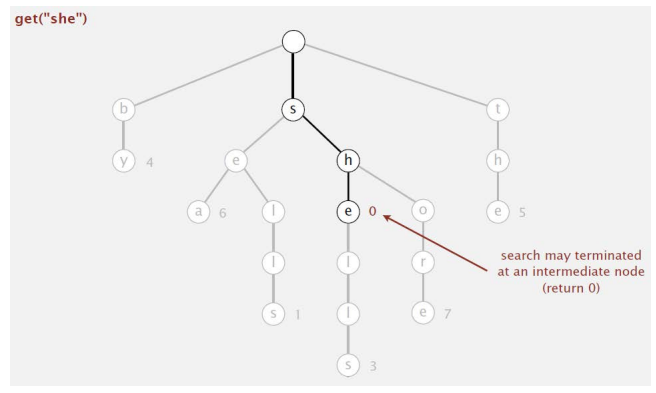 get("she")
b s t
y 4 e h h
a 6 l e 0 o e 5
l l r
s 1 l e 7
s 3
search may terminated
at an intermediate node
(return 0)